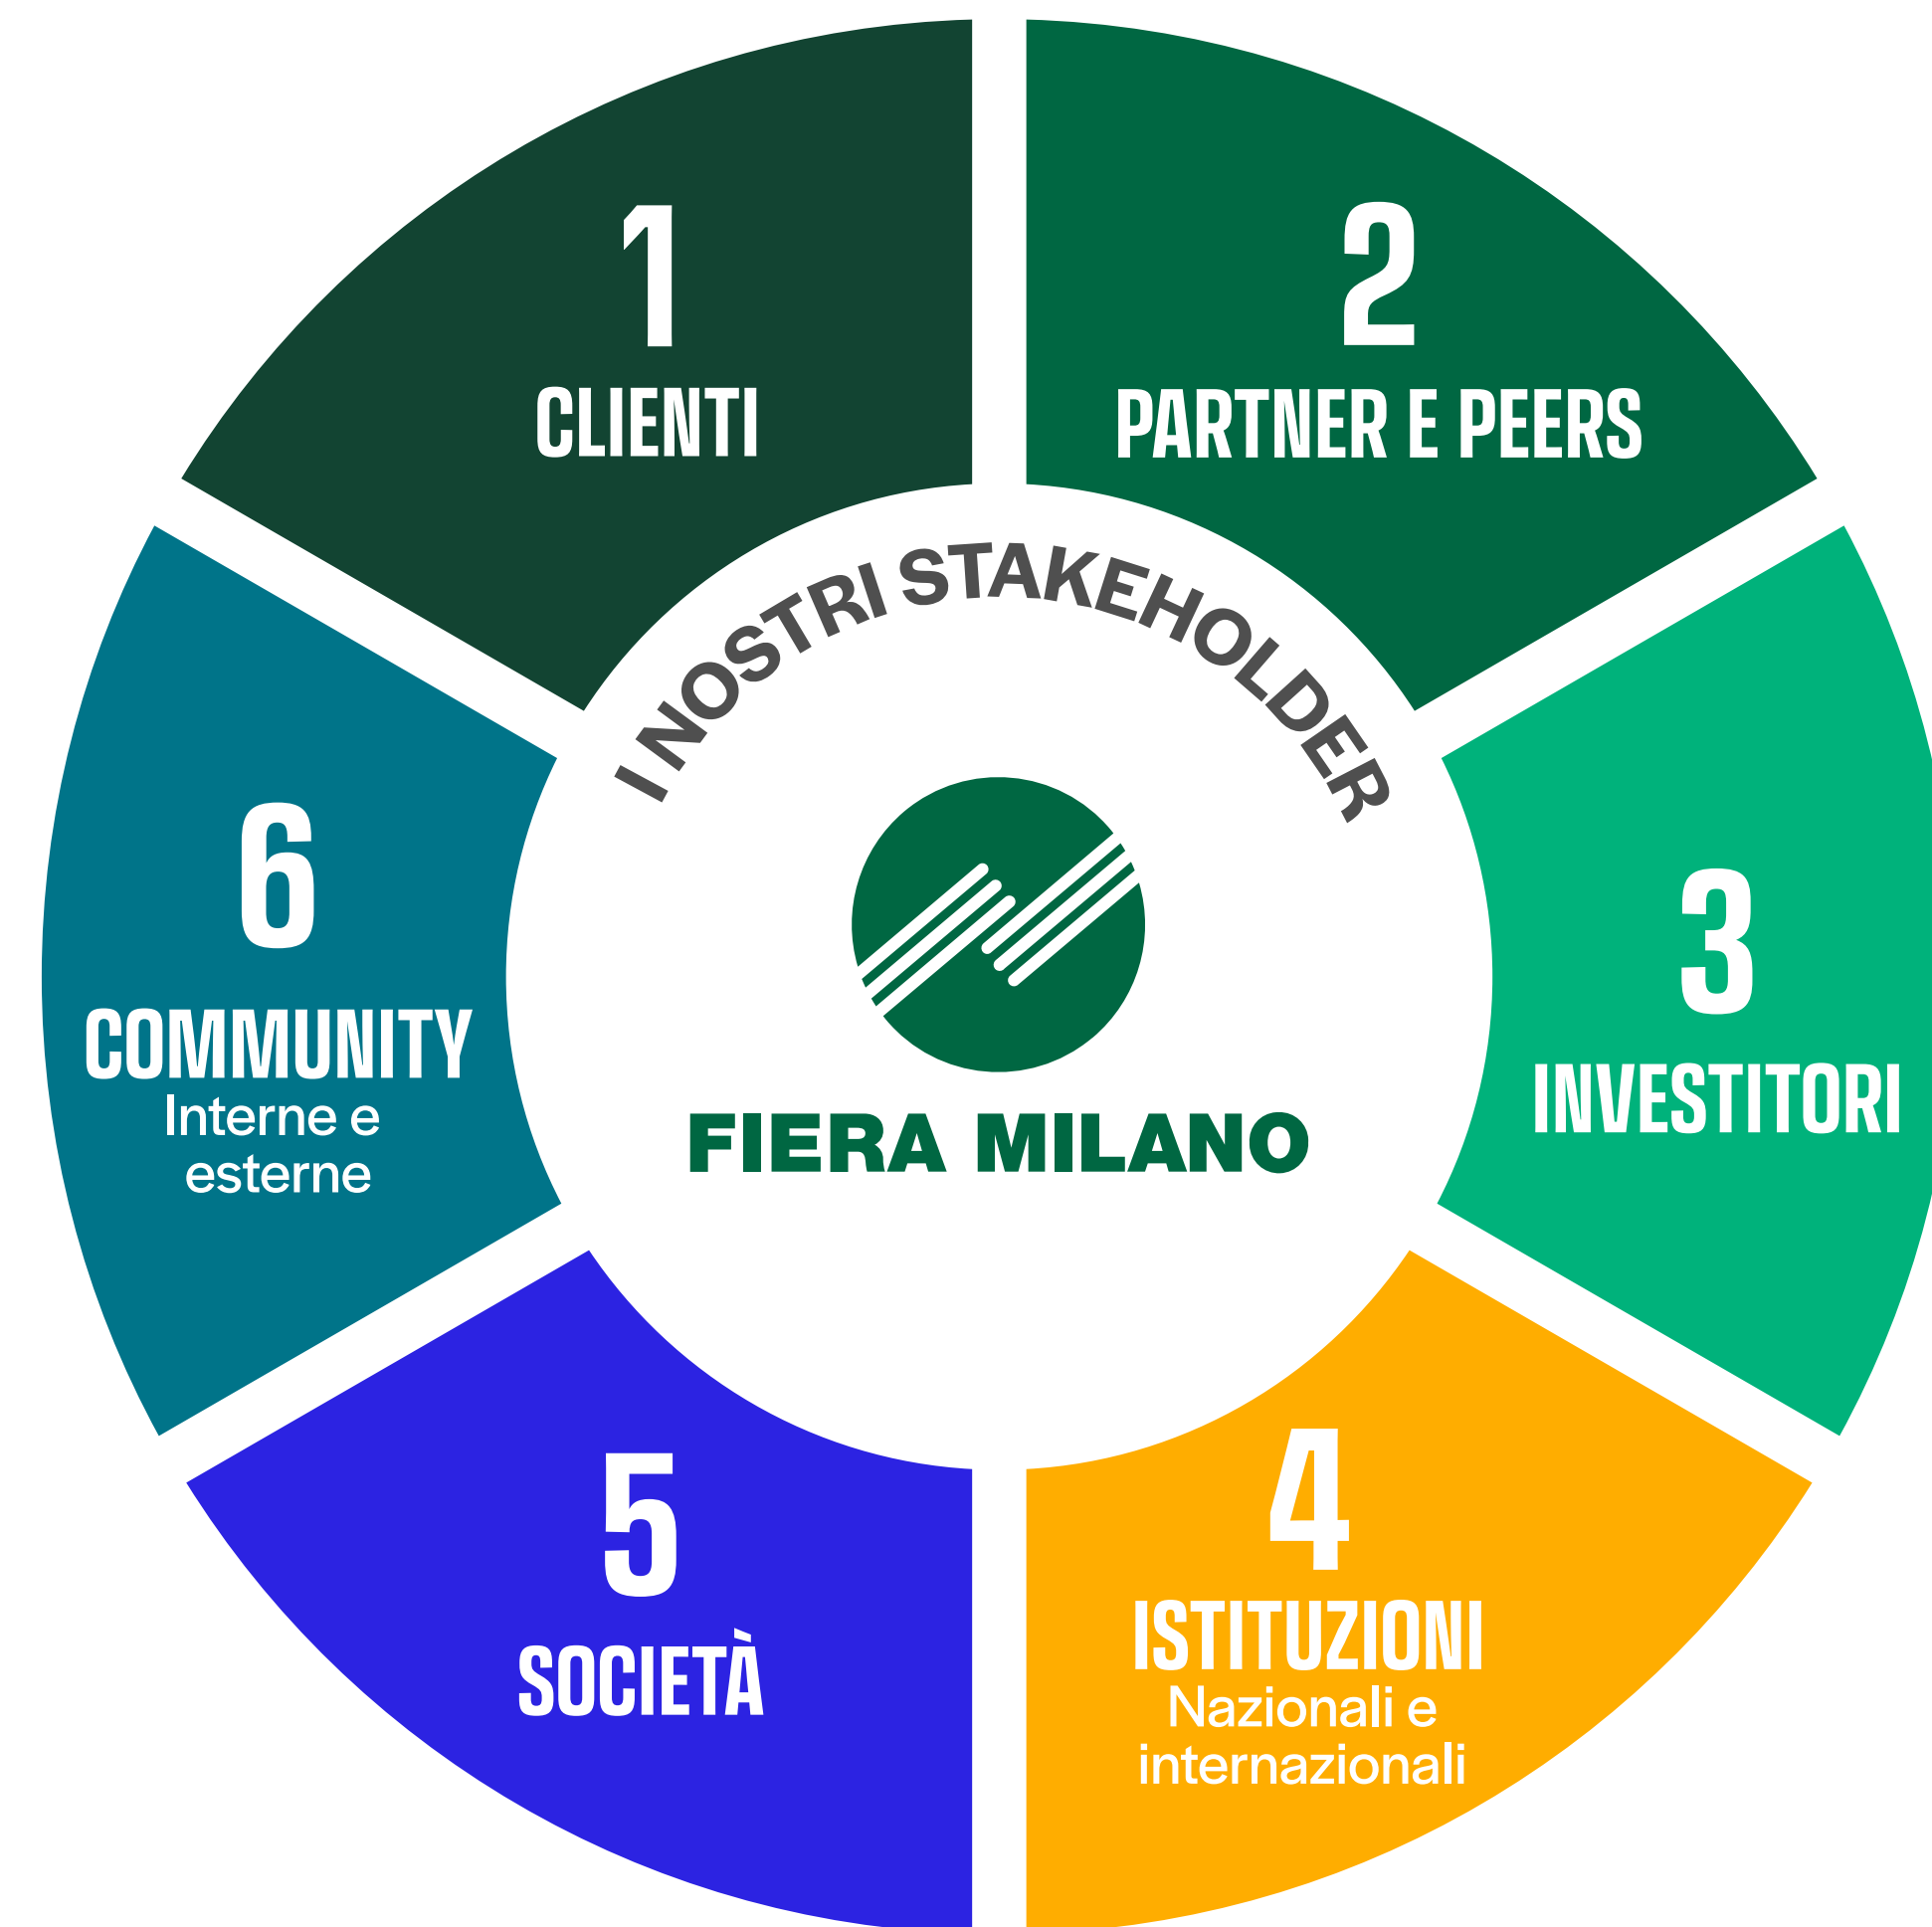 I NOSTRI STAKEHOLDER
FIERA MILANO
1
CLIENTI
2
PARTNER E PEERS
3
INVESTITORI
4
ISTITUZIONI
Nazionali e
internazionali
5
SOCIETÀ
6
COMMUNITY
Interne e
esterne